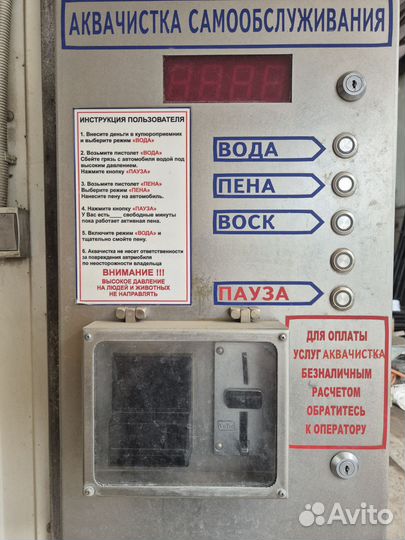 АКВАЧИСТКА САМООБСЛУЖИВАНИЯ
ИНСТРУКЦИЯ ПОЛЬЗОВАТЕЛЯ
1. Внесите деньги в купюроприемник
и выберите режим «ВОДА»
2. Возьмите пистолет «ВОДА»
Сбейте грязь с автомобиля водой под
высоким давлением.
Нажмите кнопку «ПАУЗА»
3. Возьмите пистолет «ПЕНА»
Выберите режим «ПЕНА»
Нанесите пену на автомобиль.
4. Нажмите кнопку «ПАУЗА»
У Вас есть____ свободные минуты
пока работает активная пена.
5. Включите режим «ВОДА» и
тщательно смойте пену.
6. Аквачистка не несет ответственности
за повреждения автомобиля
по неосторожности владельца
ВНИМАНИЕ !!!
ВЫСОКОЕ ДАВЛЕНИЕ
НА ЛЮДЕЙ И ЖИВОТНЫХ
НЕ НАПРАВЛЯТЬ
ВОДА
ПЕНА
ВОСК
ПАУЗА
ДЛЯ ОПЛАТЫ
УСЛУГ АКВАЧИСТКА
БЕЗНАЛИЧНЫМ
РАСЧЕТОМ
ОБРАТИТЕСЬ
К ОПЕРАТОРУ
Avito